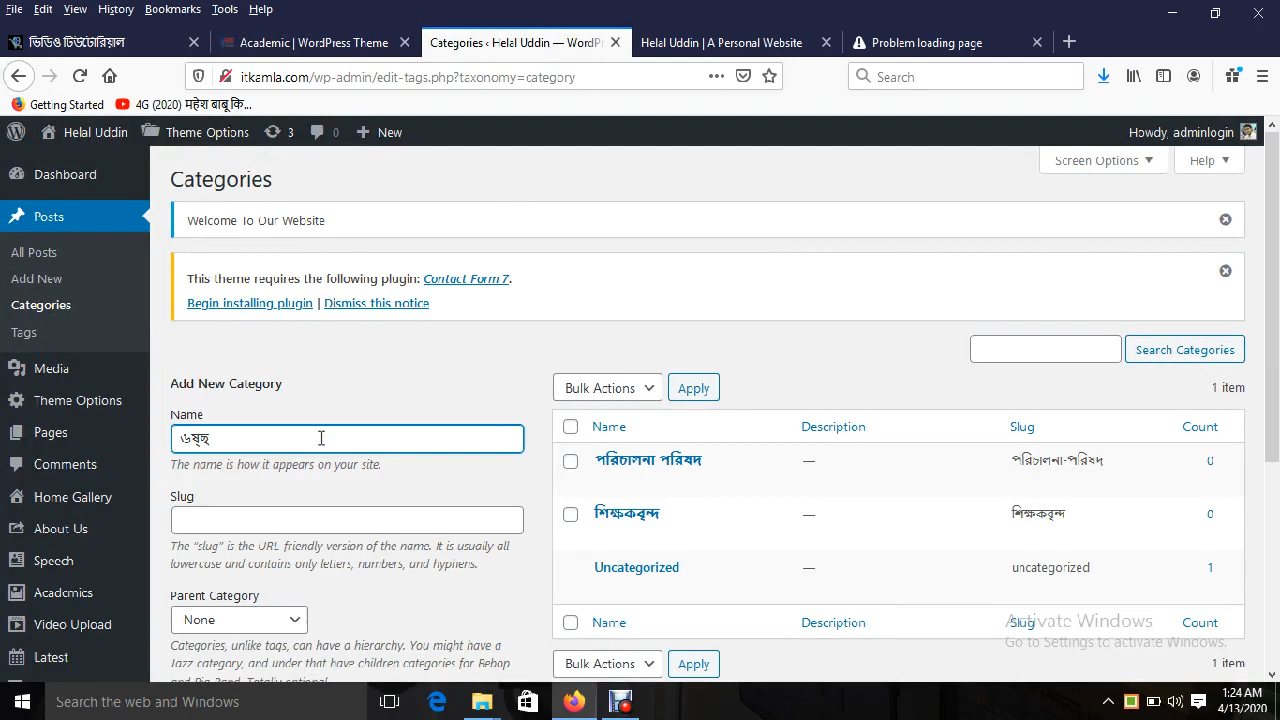 File Edit View History Bookmarks Tools Help
ভিডিও টিউটোরিয়াল
Academic | WordPress Theme
Categories ‹ Helal Uddin — WordPr
Helal Uddin | A Personal Website
Problem loading page
itkamla.com/wp-admin/edit-tags.php?taxonomy=category
Search
Getting Started
4G (2020) महेश बाबू कि...
Helal Uddin Theme Options 3 0 New
Howdy, adminlogin
Screen Options
Help
Dashboard
Posts
All Posts
Add New
Categories
Tags
Media
Theme Options
Pages
Comments
Home Gallery
About Us
Speech
Acadmics
Video Upload
Latest
Categories
Welcome To Our Website
This theme requires the following plugin: Contact Form 7.
Begin installing plugin | Dismiss this notice
Search Categories
Add New Category
Name
৬ষ্ছ
The name is how it appears on your site.
Slug
The “slug” is the URL friendly version of the name. It is usually all
lowercase and contains only letters, numbers, and hyphens.
Parent Category
None
Categories, unlike tags, can have a hierarchy. You might have a
Jazz category, and under that have children categories for Bebop
and Big Band. Totally optional.
Bulk Actions
Apply
1 item
Name Description Slug Count
পরিচালনা পরিষদ — পরিচালনা-পরিষদ 0
শিক্ষকবৃন্দ — শিক্ষকবৃন্দ 0
Uncategorized — uncategorized 1
Name Description Slug Count
Bulk Actions
Apply
1 item
Activate Windows
Go to Settings to activate Windows.
Search the web and Windows
1:24 AM
4/13/2020